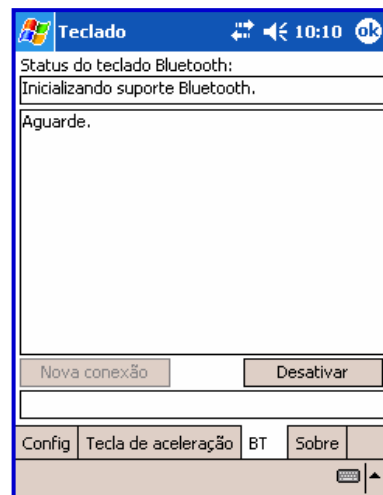 Teclado 10:10 ok
Status do teclado Bluetooth:
Inicializando suporte Bluetooth.
Aguarde.
Nova conexão Desativar
Config Tecla de aceleração BT Sobre